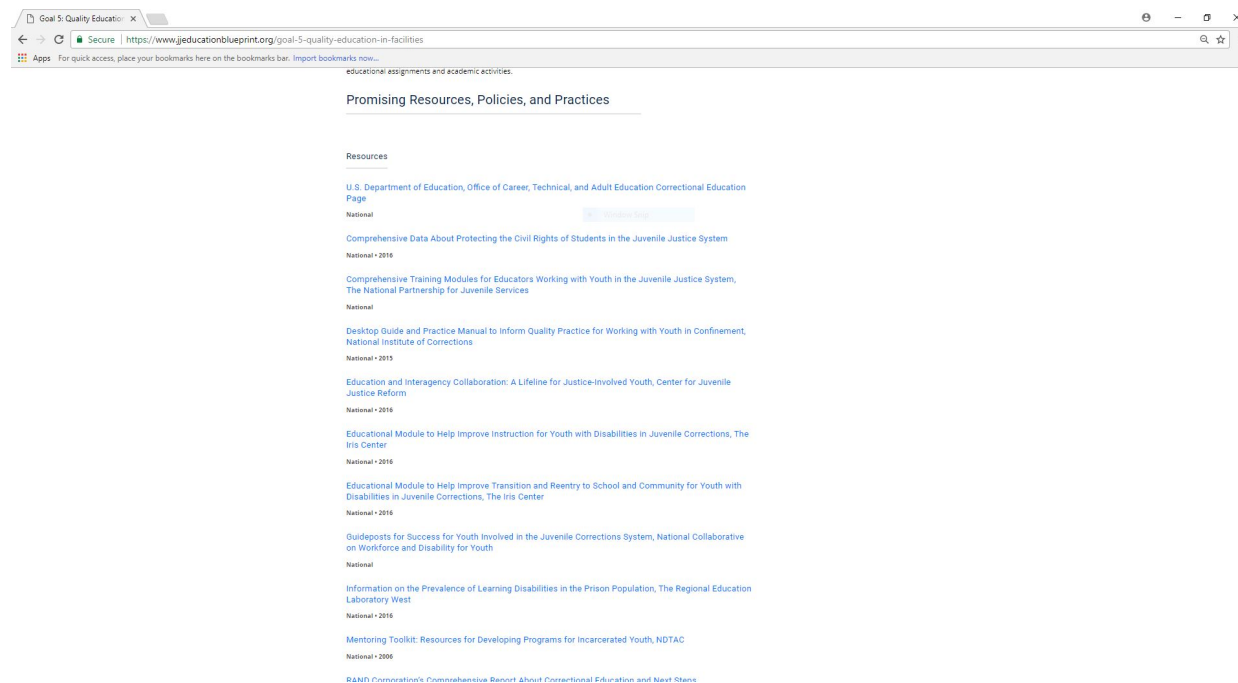 Goal 5: Quality Education
Secure | https://www.jjeducationblueprint.org/goal-5-quality-education-in-facilities
Apps For quick access, place your bookmarks here on the bookmarks bar. Import bookmarks now...
educational assignments and academic activities.
Promising Resources, Policies, and Practices
Resources
U.S. Department of Education, Office of Career, Technical, and Adult Education Correctional Education
Page
National
Comprehensive Data About Protecting the Civil Rights of Students in the Juvenile Justice System
National • 2016
Comprehensive Training Modules for Educators Working with Youth in the Juvenile Justice System,
The National Partnership for Juvenile Services
National
Desktop Guide and Practice Manual to Inform Quality Practice for Working with Youth in Confinement,
National Institute of Corrections
National • 2015
Education and Interagency Collaboration: A Lifeline for Justice-Involved Youth, Center for Juvenile
Justice Reform
National • 2016
Educational Module to Help Improve Instruction for Youth with Disabilities in Juvenile Corrections, The
Iris Center
National • 2016
Educational Module to Help Improve Transition and Reentry to School and Community for Youth with
Disabilities in Juvenile Corrections, The Iris Center
National • 2016
Guideposts for Success for Youth Involved in the Juvenile Corrections System, National Collaborative
on Workforce and Disability for Youth
National
Information on the Prevalence of Learning Disabilities in the Prison Population, The Regional Education
Laboratory West
National • 2016
Mentoring Toolkit: Resources for Developing Programs for Incarcerated Youth, NDTAC
National • 2006
RAND Corporation's Comprehensive Report About Correctional Education and Next Steps